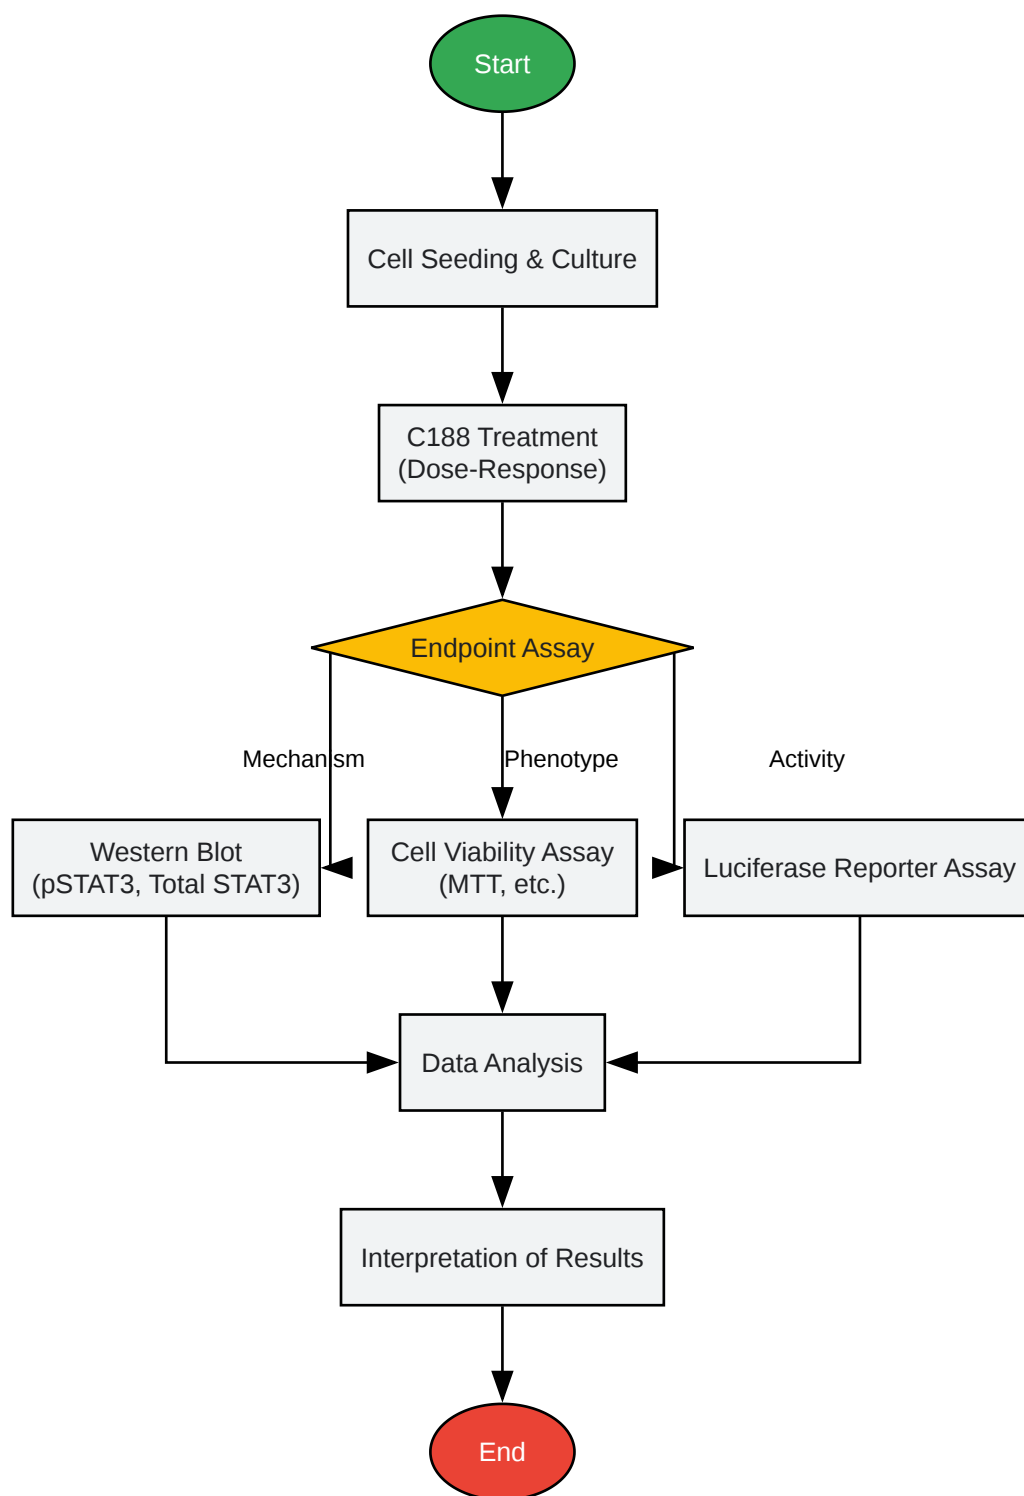 Start
Cell Seeding & Culture
C188 Treatment
(Dose-Response)
Endpoint Assay
Mechanism
Phenotype
Activity
Western Blot
(pSTAT3, Total STAT3)
Cell Viability Assay
(MTT, etc.)
Luciferase Reporter Assay
Data Analysis
Interpretation of Results
End